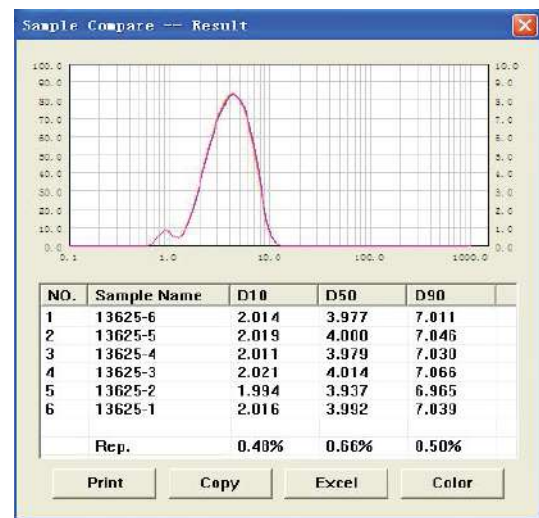 Sample Compare -- Result
100.0 10.0
90.0
80.0 8.0
70.0 7.0
60.0 6.0
50.0 5.0
40.0 4.0
30.0 3.0
20.0 2.0
10.0 1.0
0.0 0.0
0.1 1.0 10.0 100.0 1000.0
NO. Sample Name D10 D50 D90
1 13625-6 2.014 3.977 7.011
2 13625-5 2.019 4.000 7.046
3 13625-4 2.011 3.979 7.030
4 13625-3 2.021 4.014 7.066
5 13625-2 1.994 3.937 6.965
6 13625-1 2.016 3.992 7.039
Rep. 0.48% 0.66% 0.50%
Print Copy Excel Color